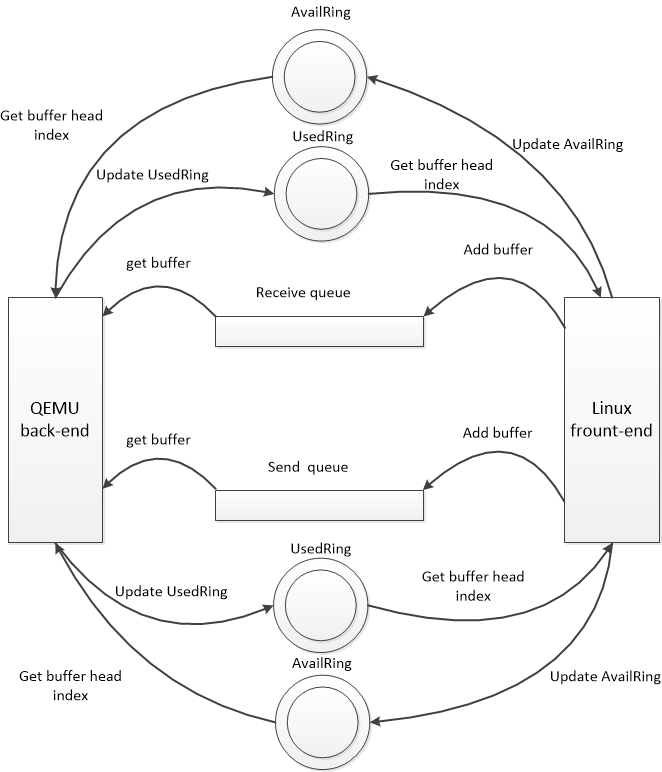 AvailRing
Get buffer head
index
UsedRing
Update AvailRing
Get buffer head
index
Update UsedRing
Add buffer
get buffer
Receive queue
QEMU
back-end
Linux
frount-end
get buffer
Add buffer
Send  queue
UsedRing
Update UsedRing
Get buffer head
index
AvailRing
Get buffer head
index
Update AvailRing